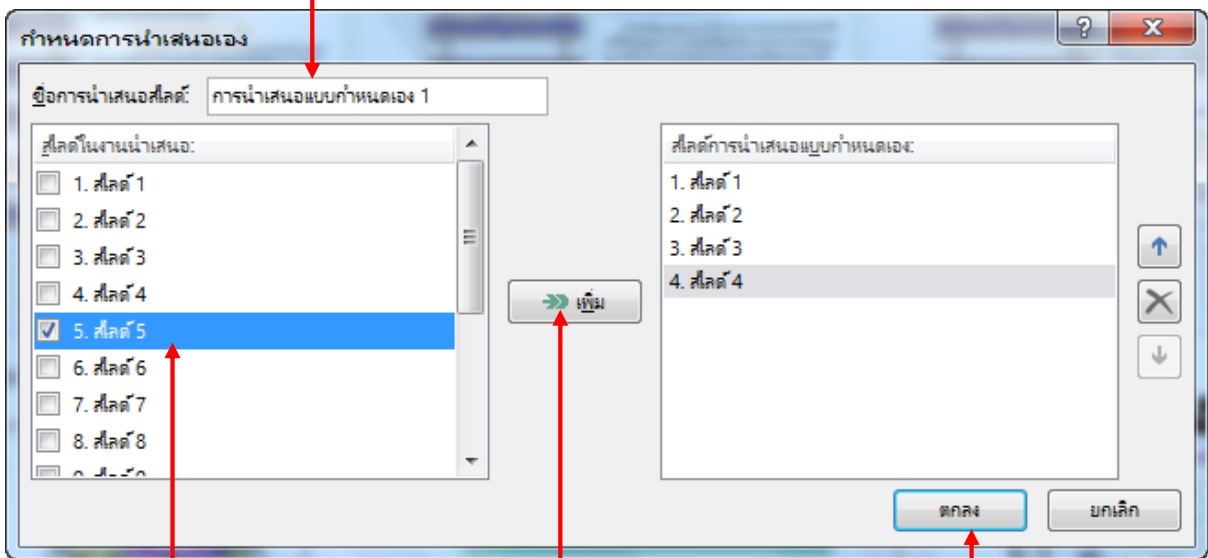 กำหนดการนำเสนอเอง
ชื่อการนำเสนอสไลด์: การนำเสนอแบบกำหนดเอง 1
สไลด์ในงานนำเสนอ:
1. สไลด์ 1
2. สไลด์ 2
3. สไลด์ 3
4. สไลด์ 4
5. สไลด์ 5
6. สไลด์ 6
7. สไลด์ 7
8. สไลด์ 8
เพิ่ม
สไลด์การนำเสนอแบบกำหนดเอง:
1. สไลด์ 1
2. สไลด์ 2
3. สไลด์ 3
4. สไลด์ 4
ตกลง
ยกเลิก